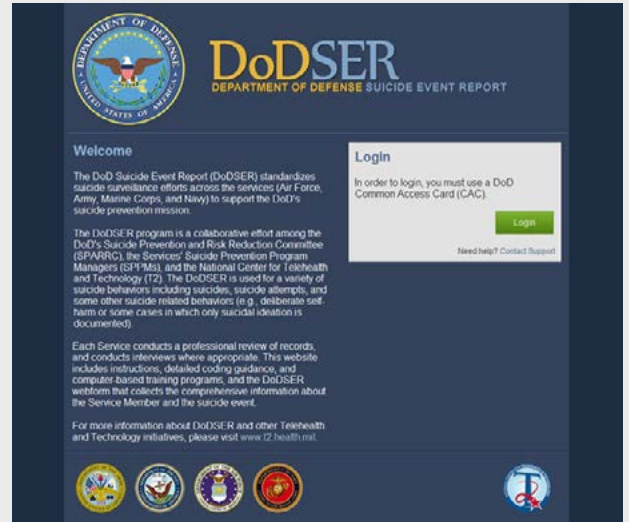 DEPARTMENT OF DEFENSE
UNITED STATES OF AMERICA
DoDSER
DEPARTMENT OF DEFENSE SUICIDE EVENT REPORT
Welcome
The DoD Suicide Event Report (DoDSER) standardizes
suicide surveillance efforts across the services (Air Force,
Army, Marine Corps, and Navy) to support the DoD's
suicide prevention mission.
The DoDSER program is a collaborative effort among the
DoD's Suicide Prevention and Risk Reduction Committee
(SPARRC), the Services' Suicide Prevention Program
Managers (SPPMs), and the National Center for Telehealth
and Technology (T2). The DoDSER is used for a variety of
suicide behaviors including suicides, suicide attempts, and
some other suicide related behaviors (e.g., deliberate self-
harm or some cases in which only suicidal ideation is
documented).
Each Service conducts a professional review of records,
and conducts interviews where appropriate. This website
includes instructions, detailed coding guidance, and
computer-based training programs, and the DoDSER
webform that collects the comprehensive information about
the Service Member and the suicide event.
For more information about DoDSER and other Telehealth
and Technology initiatives, please visit www.t2.health.mil.
Login
In order to login, you must use a DoD
Common Access Card (CAC).
Login
Need help? Contact Support